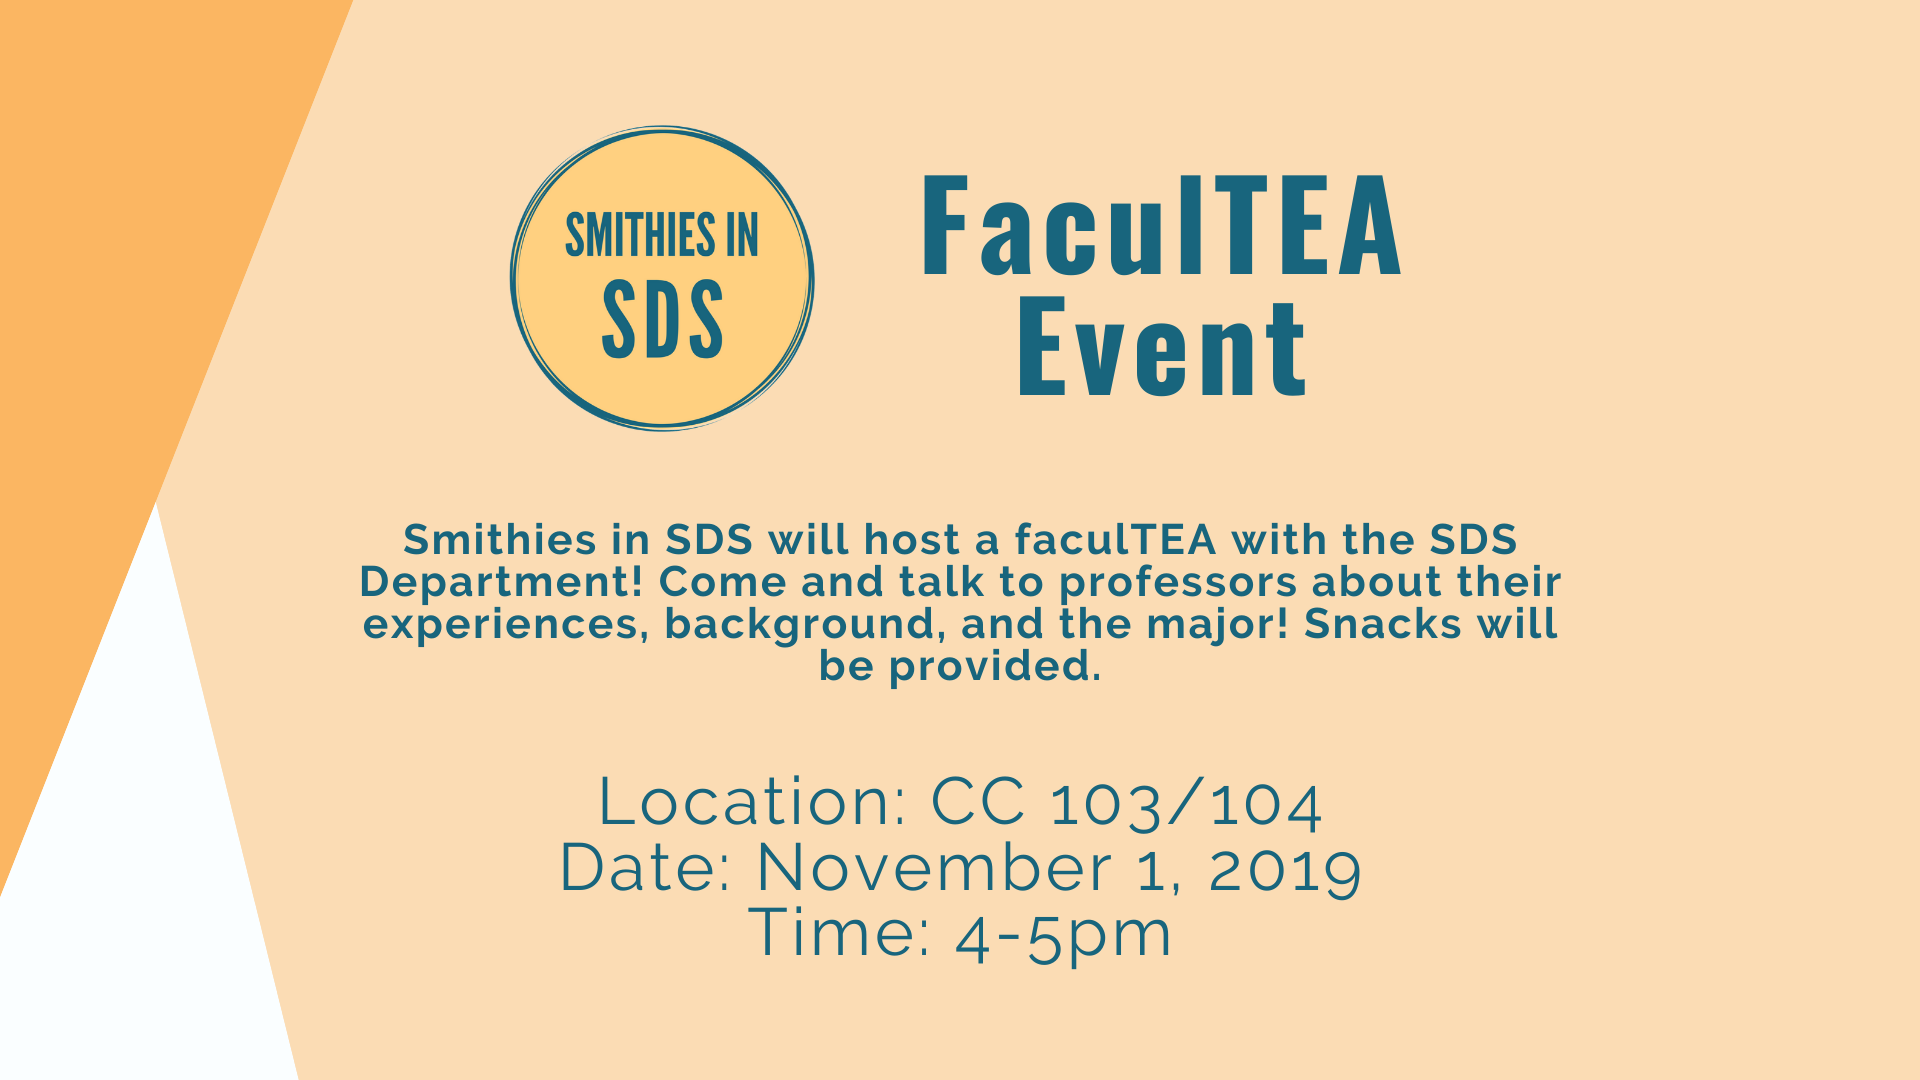 SMITHIES IN
SDS
FaculTEA
Event
Smithies in SDS will host a faculTEA with the SDS
Department! Come and talk to professors about their
experiences, background, and the major! Snacks will
be provided.
Location: CC 103/104
Date: November 1, 2019
Time: 4-5pm